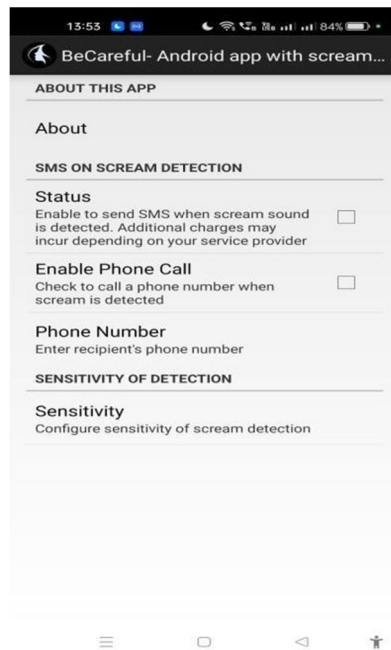 13:53
84%
BeCareful- Android app with scream...
ABOUT THIS APP
About
SMS ON SCREAM DETECTION
Status
Enable to send SMS when scream sound
is detected. Additional charges may
incur depending on your service provider
Enable Phone Call
Check to call a phone number when
scream is detected
Phone Number
Enter recipient's phone number
SENSITIVITY OF DETECTION
Sensitivity
Configure sensitivity of scream detection